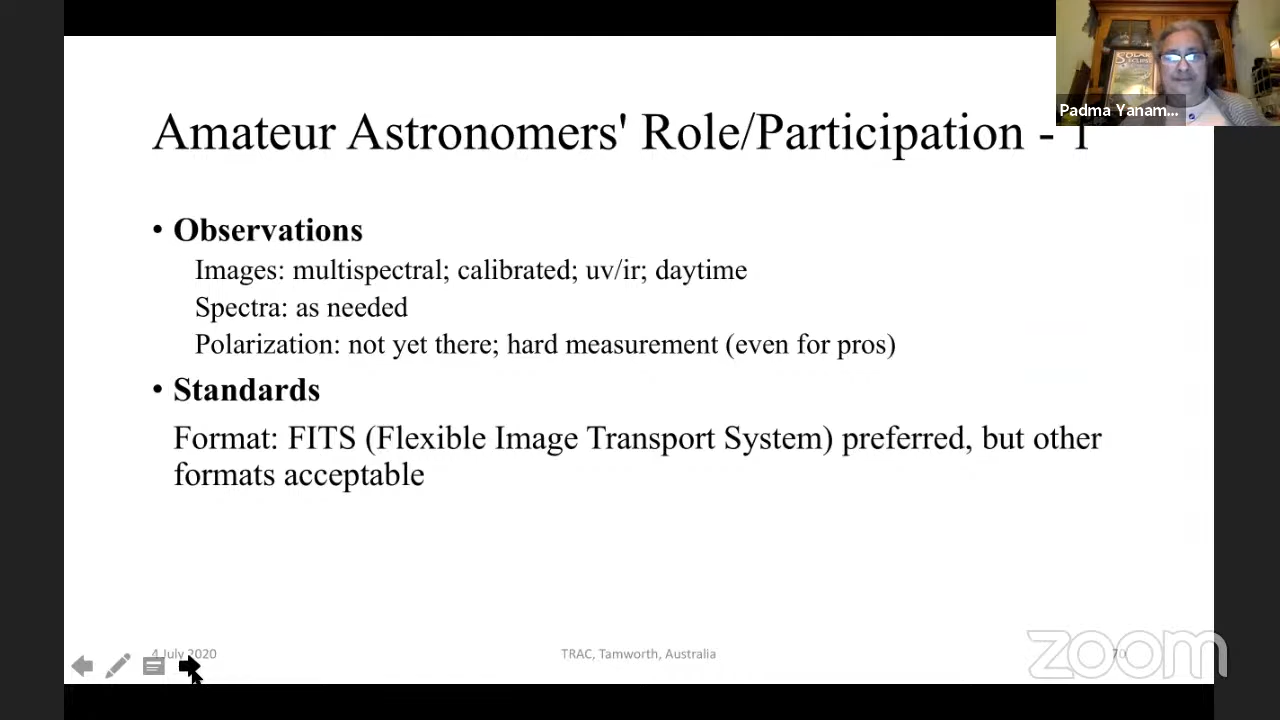 SOLAR
Padma Yanam...
Amateur Astronomers' Role/Participation - 1
• Observations
Images: multispectral; calibrated; uv/ir; daytime
Spectra: as needed
Polarization: not yet there; hard measurement (even for pros)
• Standards
Format: FITS (Flexible Image Transport System) preferred, but other
formats acceptable
4 July 2020
TRAC, Tamworth, Australia
70
zoom